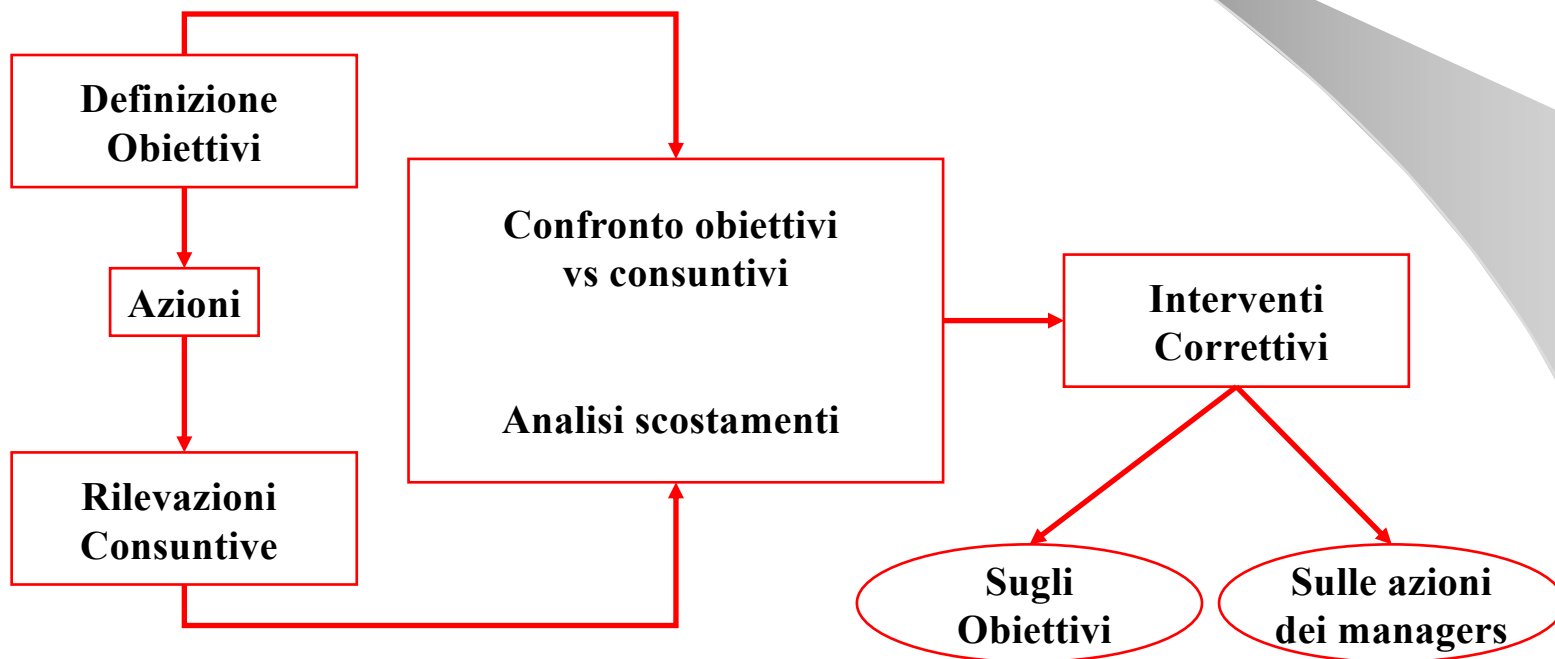 Definizione
Obiettivi
Azioni
Rilevazioni
Consuntive
Confronto obiettivi
vs consuntivi
Analisi scostamenti
Interventi
Correttivi
Sugli
Obiettivi
Sulle azioni
dei managers